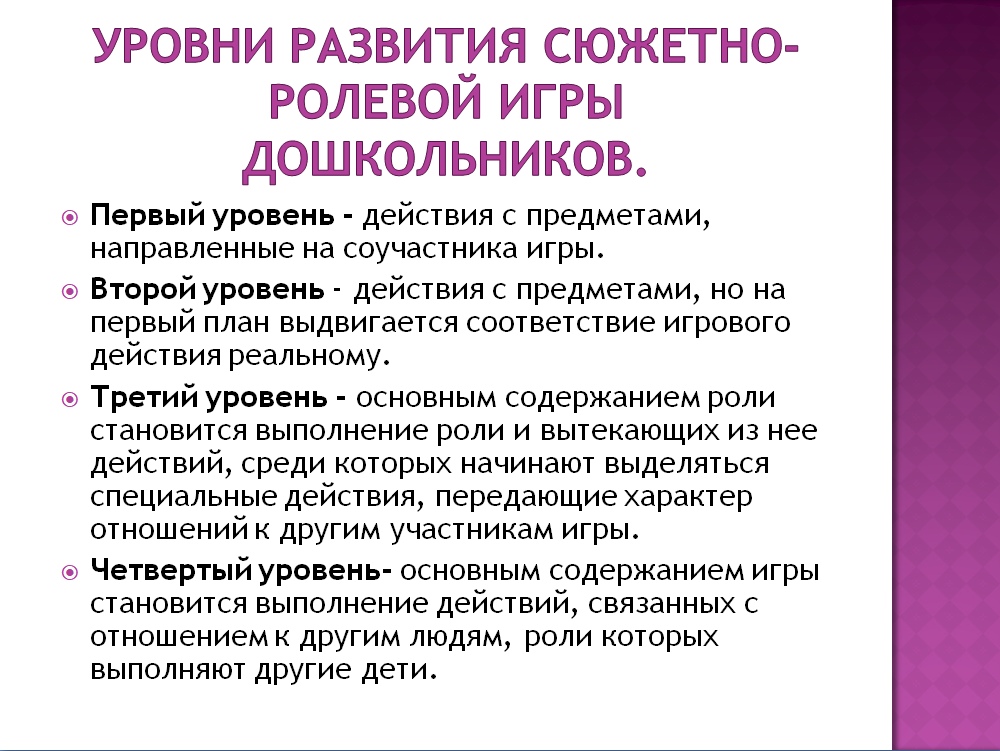 УРОВНИ РАЗВИТИЯ СЮЖЕТНО-
РОЛЕВОЙ ИГРЫ
ДОШКОЛЬНИКОВ.
Первый уровень - действия с предметами,
направленные на соучастника игры.
Второй уровень - действия с предметами, но на
первый план выдвигается соответствие игрового
действия реальному.
Третий уровень - основным содержанием роли
становится выполнение роли и вытекающих из нее
действий, среди которых начинают выделяться
специальные действия, передающие характер
отношений к другим участникам игры.
Четвертый уровень- основным содержанием игры
становится выполнение действий, связанных с
отношением к другим людям, роли которых
выполняют другие дети.